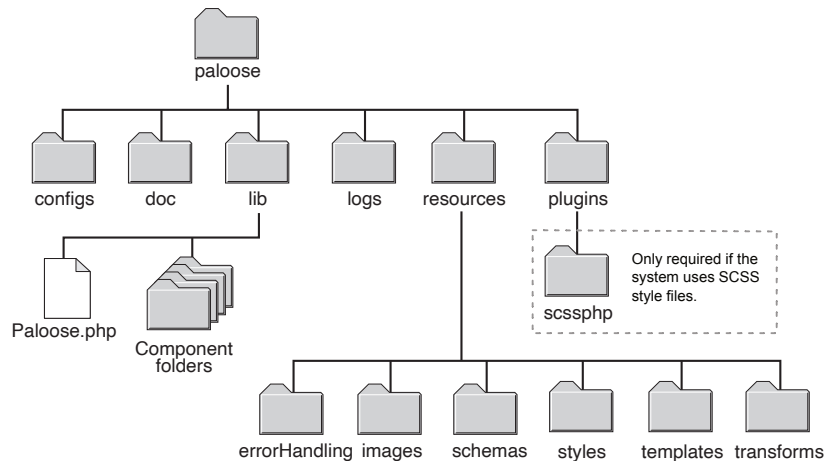 paloose
configs
doc
lib
logs
resources
plugins
Only required if the
system uses SCSS
style files.
scssphp
Paloose.php
Component
folders
errorHandling
images
schemas
styles
templates
transforms